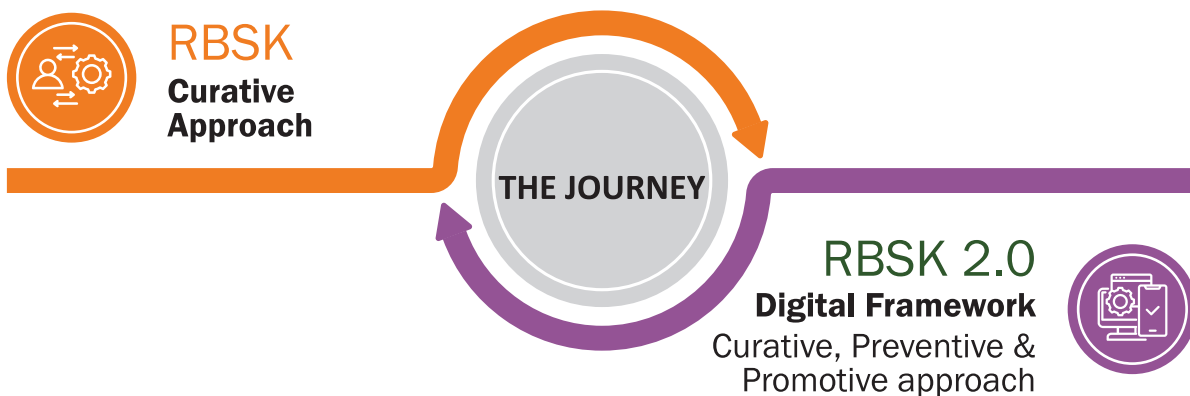 RBSK
Curative
Approach
THE JOURNEY
RBSK 2.0
Digital Framework
Curative, Preventive &
Promotive approach